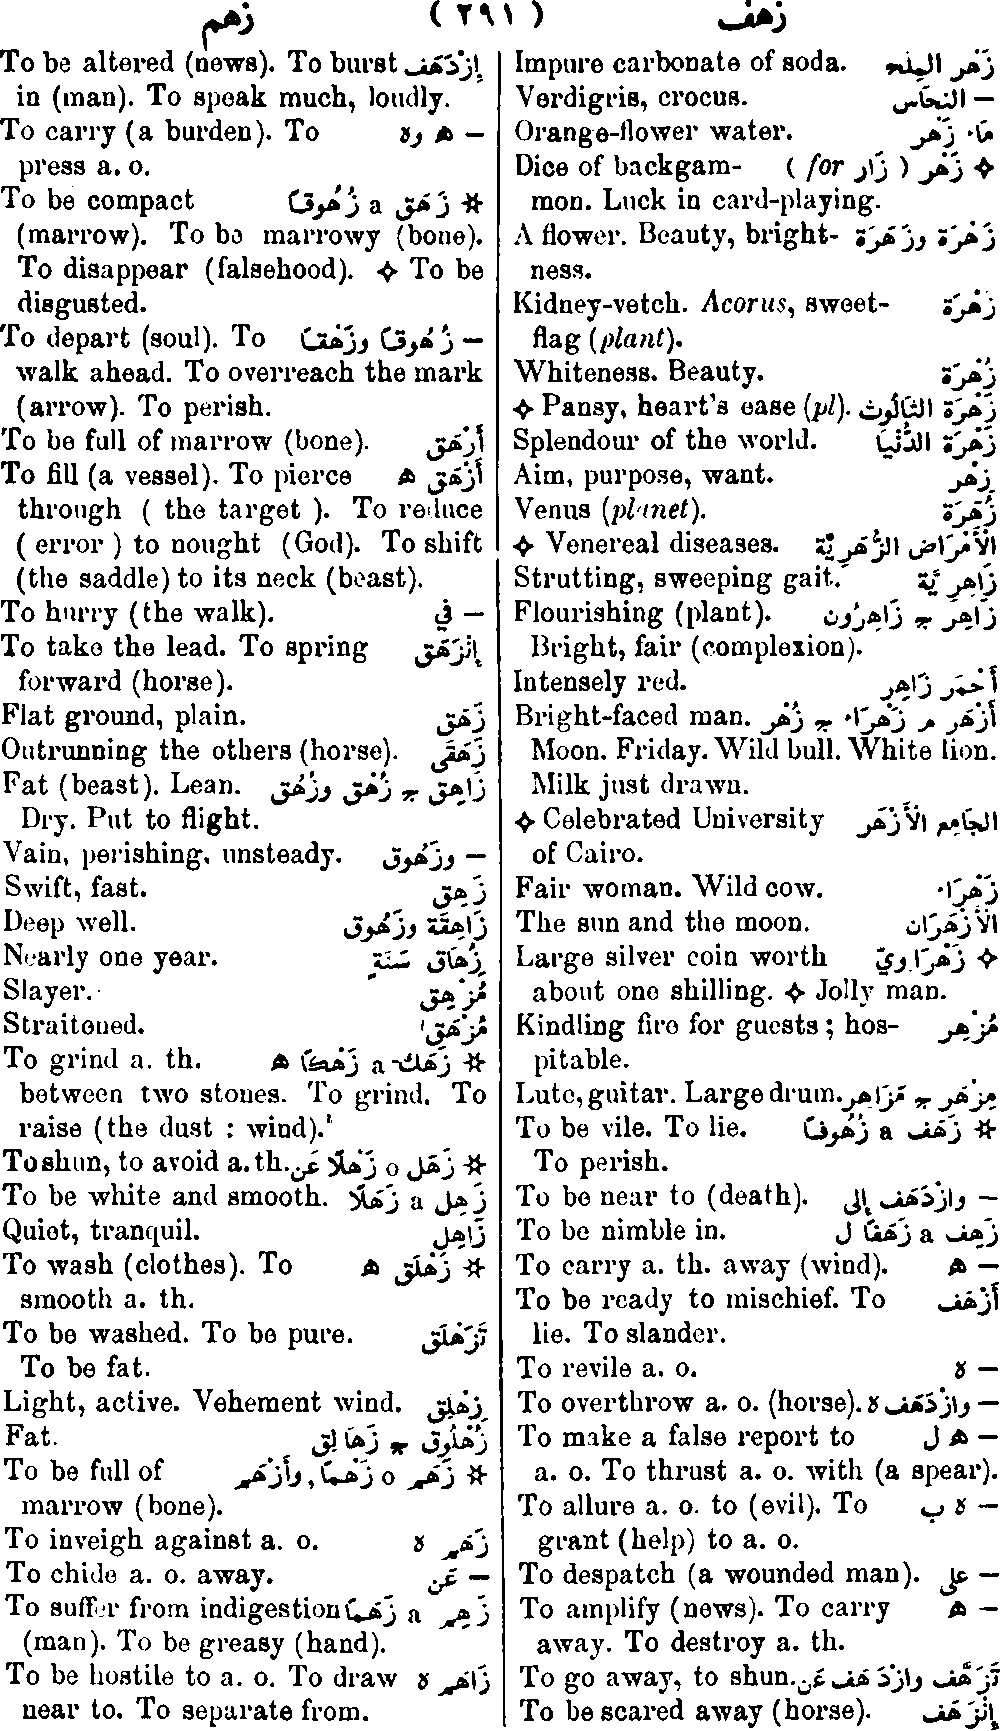 زهف ( ٢٩١ ) زهم
Impure carbonate of soda. زَهْر المِلح
Verdigris, crocus. — النحَاس
Orange-flower water. مَاء زَهْر
Dice of backgam- ✧ زَهْر ( زَار for )
mon. Luck in card-playing.
A flower. Beauty, bright- زَهْرَة وزَهَرَة
ness.
Kidney-vetch. Acorus, sweet- زَهْرَة
flag (plant).
Whiteness. Beauty. زُهْرَة
✧ Pansy, heart's ease (pl). زَهْرَة الثَالُوث
Splendour of the world. زَهْرَة الدُّنْيَا
Aim, purpose, want. زِهْر
Venus (planet). زُهَرَة
✧ Venereal diseases. الأَمْرَاض الزُّهَرِيَّة
Strutting, sweeping gait. زَاهِرِيَّة
Flourishing (plant). زَاهِر ج زَاهِرُون
Bright, fair (complexion).
Intensely red. أَحْمَر زَاهِر
Bright-faced man. أَزْهَر م زَهْرَاء ج زُهْر
Moon. Friday. Wild bull. White lion.
Milk just drawn.
✧ Celebrated University الجَامِع الأَزْهَر
of Cairo.
Fair woman. Wild cow. زَهْرَاء
The sun and the moon. الأَزْهَرَان
Large silver coin worth ✧ زَهْرَاوِيّ
about one shilling. ✧ Jolly man.
Kindling fire for guests ; hos- مُزْهِر
pitable.
Lute, guitar. Large drum. مِزْهَر ج مَزَاهِر
To be vile. To lie. ✲ زَهَف a زُهُوفًا
To perish.
To be near to (death). — وازْدَهَف إلى
To be nimble in. زَهِف a زَهَفًا ل
To carry a. th. away (wind). — ه
To be ready to mischief. To أَزْهَف
lie. To slander.
To revile a. o. — ة
To overthrow a. o. (horse). — وازْدَهَف ة
To make a false report to — ه ل
a. o. To thrust a. o. with (a spear).
To allure a. o. to (evil). To — ة ب
grant (help) to a. o.
To despatch (a wounded man). — على
To amplify (news). To carry — ه
away. To destroy a. th.
To go away, to shun. تَزَهَّف وازْدَهَف عَن
To be scared away (horse). إنْزَهَف
To be altered (news). To burst إزْدَهَف
in (man). To speak much, loudly.
To carry (a burden). To — ه وة
press a. o.
To be compact ✲ زَهَق a زُهُوقًا
(marrow). To be marrowy (bone).
To disappear (falsehood). ✧ To be
disgusted.
To depart (soul). To — زُهُوقًا وزَهْقًا
walk ahead. To overreach the mark
(arrow). To perish.
To be full of marrow (bone). أَزْهَق
To fill (a vessel). To pierce أَزْهَق ه
through ( the target ). To reduce
( error ) to nought (God). To shift
(the saddle) to its neck (beast).
To hurry (the walk). — في
To take the lead. To spring إنْزَهَق
forward (horse).
Flat ground, plain. زَهَق
Outrunning the others (horse). زَهَقَى
Fat (beast). Lean. زَاهِق ج زُهْق وزُهُق
Dry. Put to flight.
Vain, perishing, unsteady. — وزَهُوق
Swift, fast. زَهِق
Deep well. زَاهِقَة وزَهُوق
Nearly one year. زِهَاق سَنَةٍ
Slayer. مُزْهِق
Straitened. مُزْهَق
To grind a. th. ✲ زَهَك a زَهْكًا ه
between two stones. To grind. To
raise (the dust : wind).
To shun, to avoid a. th. ✲ زَهَل o زَهْلًا عَن
To be white and smooth. زَهِل a زَهَلًا
Quiet, tranquil. زَاهِل
To wash (clothes). To ✲ زَهْلَق ه
smooth a. th.
To be washed. To be pure. تَزَهْلَق
To be fat.
Light, active. Vehement wind. زِهْلِق
Fat. زُهْلُوق ج زَهَالِق
To be full of ✲ زَهَم o زَهْمًا, وأَزْهَم
marrow (bone).
To inveigh against a. o. زَهَم ة
To chide a. o. away. — عَن
To suffer from indigestion زَهِم a زَهَمًا
(man). To be greasy (hand).
To be hostile to a. o. To draw زَاهَم ة
near to. To separate from.